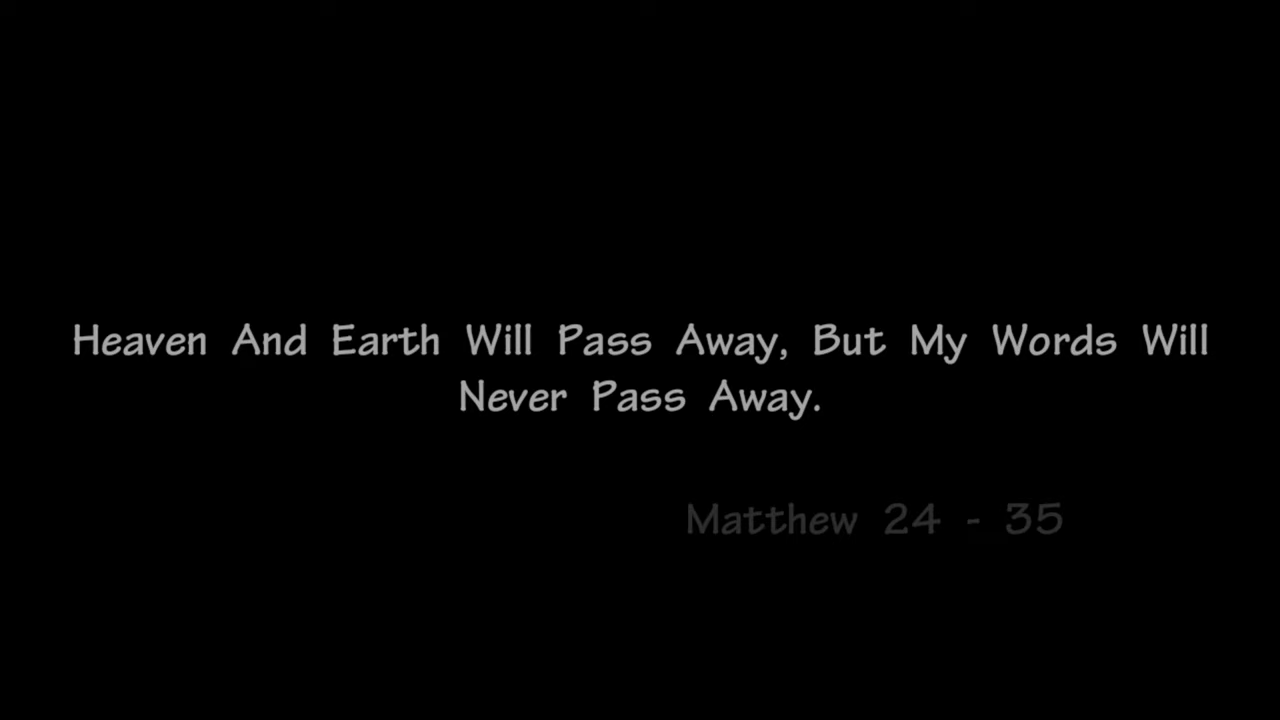 Heaven And Earth Will Pass Away, But My Words Will
Never Pass Away.
Matthew 24 - 35